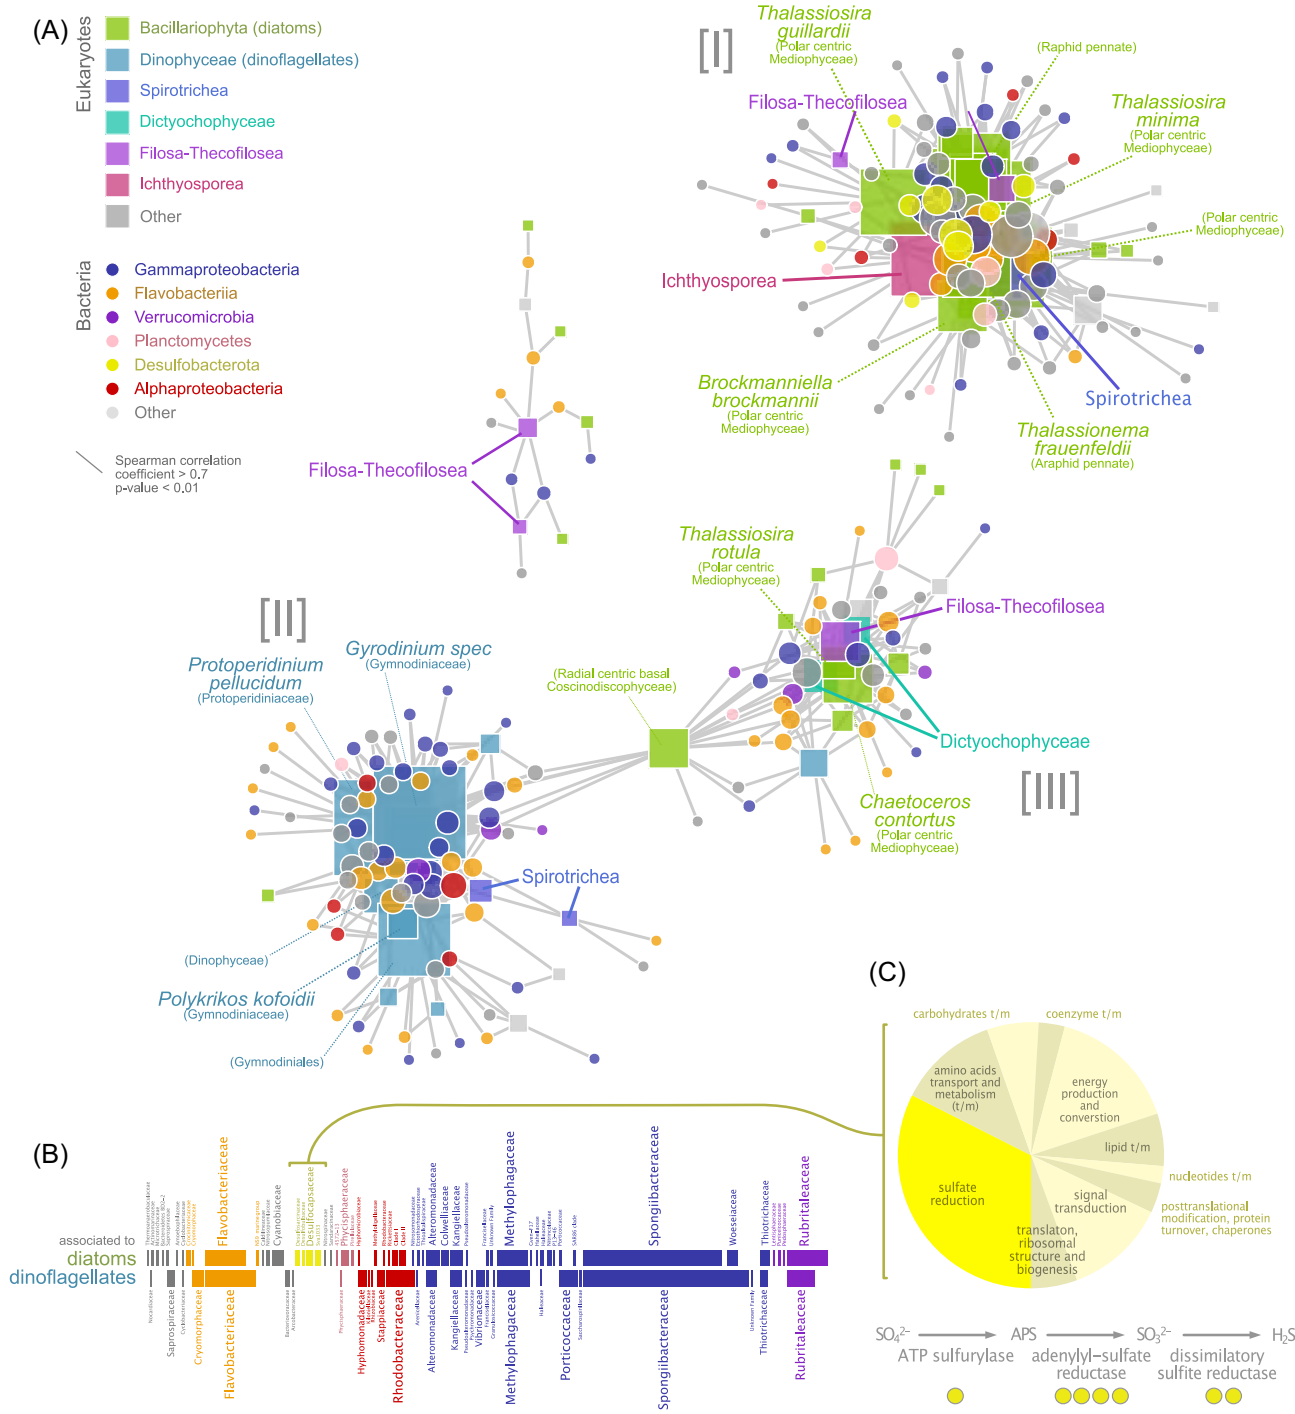 (A)
Eukaryotes
Bacillariophyta (diatoms)
Dinophyceae (dinoflagellates)
Spirotrichea
Dictyochophyceae
Filosa-Thecofilosea
Ichthyosporea
Other
Bacteria
Gammaproteobacteria
Flavobacteriia
Verrucomicrobia
Planctomycetes
Desulfobacterota
Alphaproteobacteria
Other
Spearman correlation
coefficient > 0.7
p-value < 0.01
[I]
Thalassiosira
guillardii
(Polar centric
Mediophyceae)
(Raphid pennate)
Filosa-Thecofilosea
Thalassiosira
minima
(Polar centric
Mediophyceae)
(Polar centric
Mediophyceae)
Ichthyosporea
Brockmanniella
brockmannii
(Polar centric
Mediophyceae)
Spirotrichea
Thalassionema
frauenfeldii
(Araphid pennate)
Filosa-Thecofilosea
Thalassiosira
rotula
(Polar centric
Mediophyceae)
Filosa-Thecofilosea
(Radial centric basal
Coscinodiscophyceae)
Dictyochophyceae
[III]
Chaetoceros
contortus
(Polar centric
Mediophyceae)
[II]
Gyrodinium spec
(Gymnodiniaceae)
Protoperidinium
pellucidum
(Protoperidiniaceae)
Spirotrichea
(Dinophyceae)
Polykrikos kofoidii
(Gymnodiniaceae)
(Gymnodiniales)
(B)
associated to
diatoms
dinoflagellates
Flavobacteriaceae
Cyanobiaceae
Desulfocapsaceae
Phycisphaeraceae
Alteromonadaceae
Colwelliaceae
Kangiellaceae
Methylophagaceae
Spongiibacteraceae
Woeseiaceae
Thiotrichaceae
Rubritaleaceae
Saprospiraceae
Cryomorphaceae
Flavobacteriaceae
Hyphomonadaceae
Stappiaceae
Rhodobacteraceae
Alteromonadaceae
Kangiellaceae
Vibrionaceae
Methylophagaceae
Porticoccaceae
Spongiibacteraceae
Thiotrichaceae
Rubritaleaceae
(C)
carbohydrates t/m
coenzyme t/m
amino acids
transport and
metabolism
(t/m)
energy
production
and
converstion
lipid t/m
nucleotides t/m
sulfate
reduction
signal
transduction
posttranslational
modification, protein
turnover, chaperones
translaton,
ribosomal
structure and
biogenesis
SO₄²⁻
APS
SO₃²⁻
H₂S
ATP sulfurylase
adenylyl-sulfate
reductase
dissimilatory
sulfite reductase